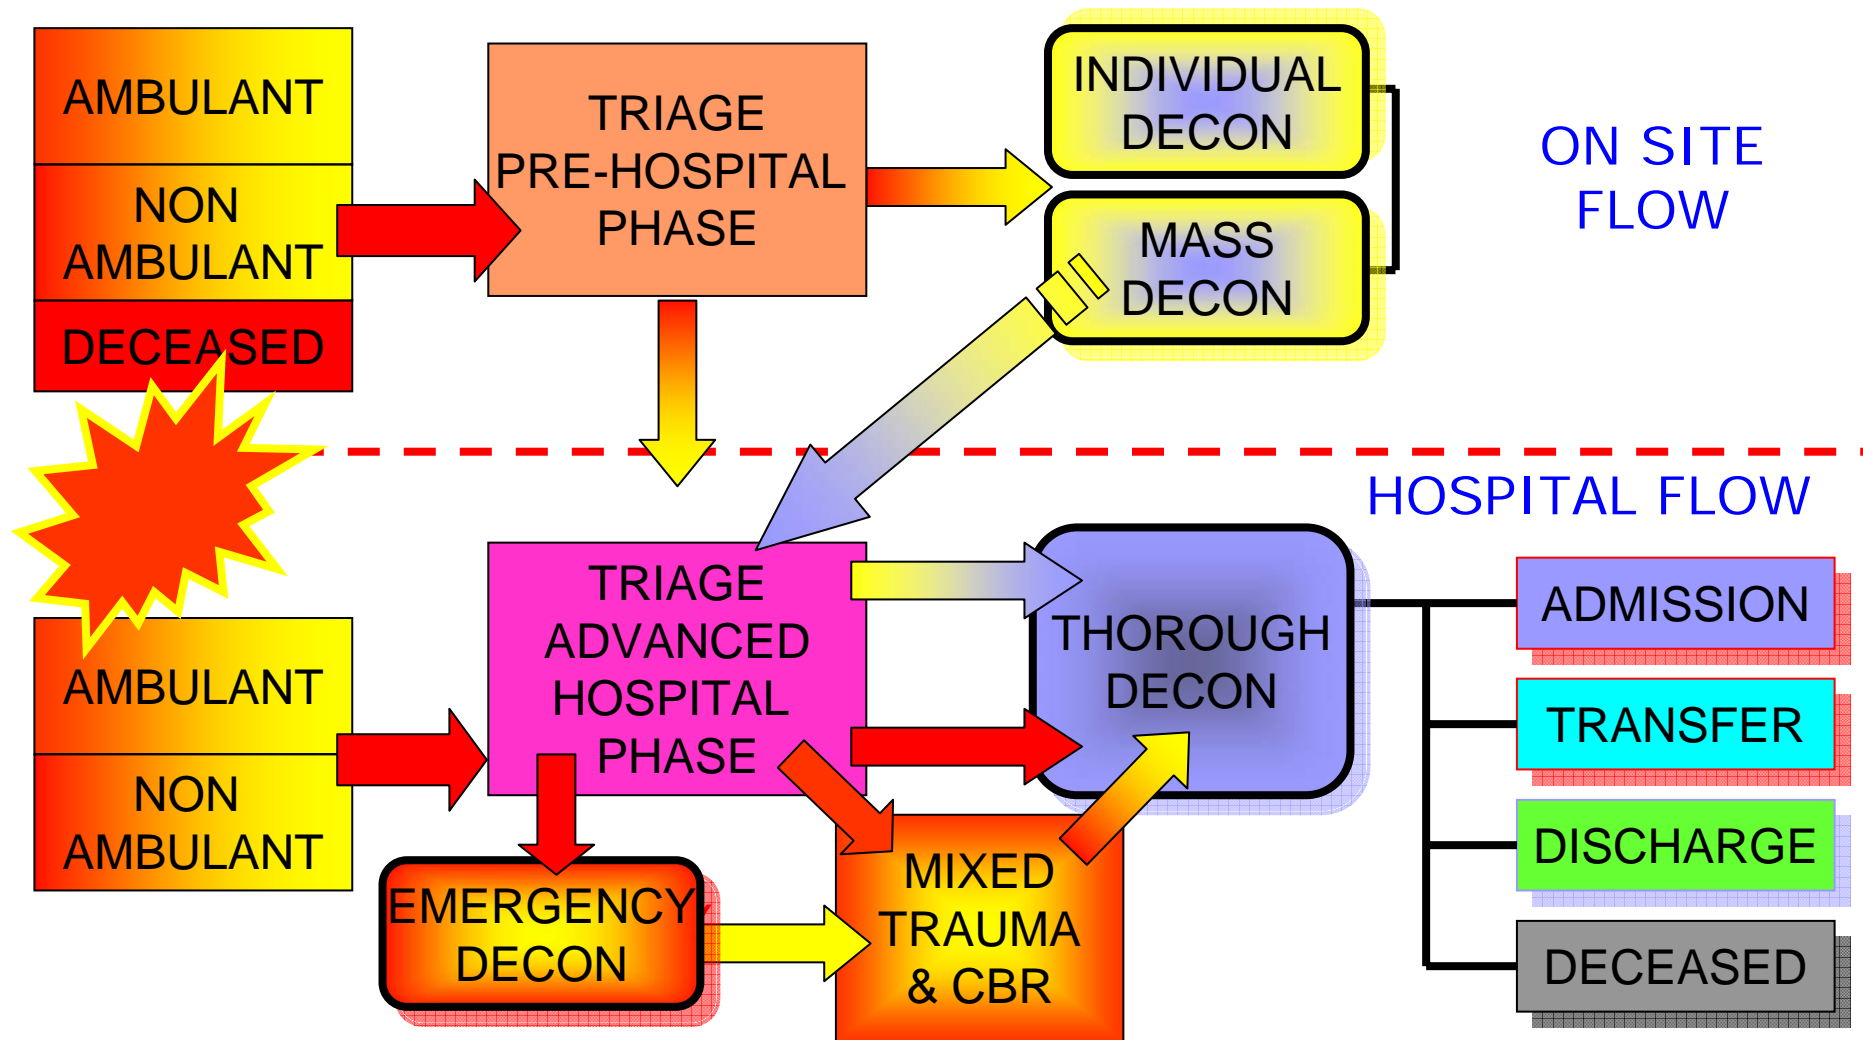 AMBULANT
NON
AMBULANT
DECEASED
TRIAGE
PRE-HOSPITAL
PHASE
INDIVIDUAL
DECON
MASS
DECON
ON SITE
FLOW
HOSPITAL FLOW
AMBULANT
NON
AMBULANT
TRIAGE
ADVANCED
HOSPITAL
PHASE
EMERGENCY
DECON
MIXED
TRAUMA
& CBR
THOROUGH
DECON
ADMISSION
TRANSFER
DISCHARGE
DECEASED